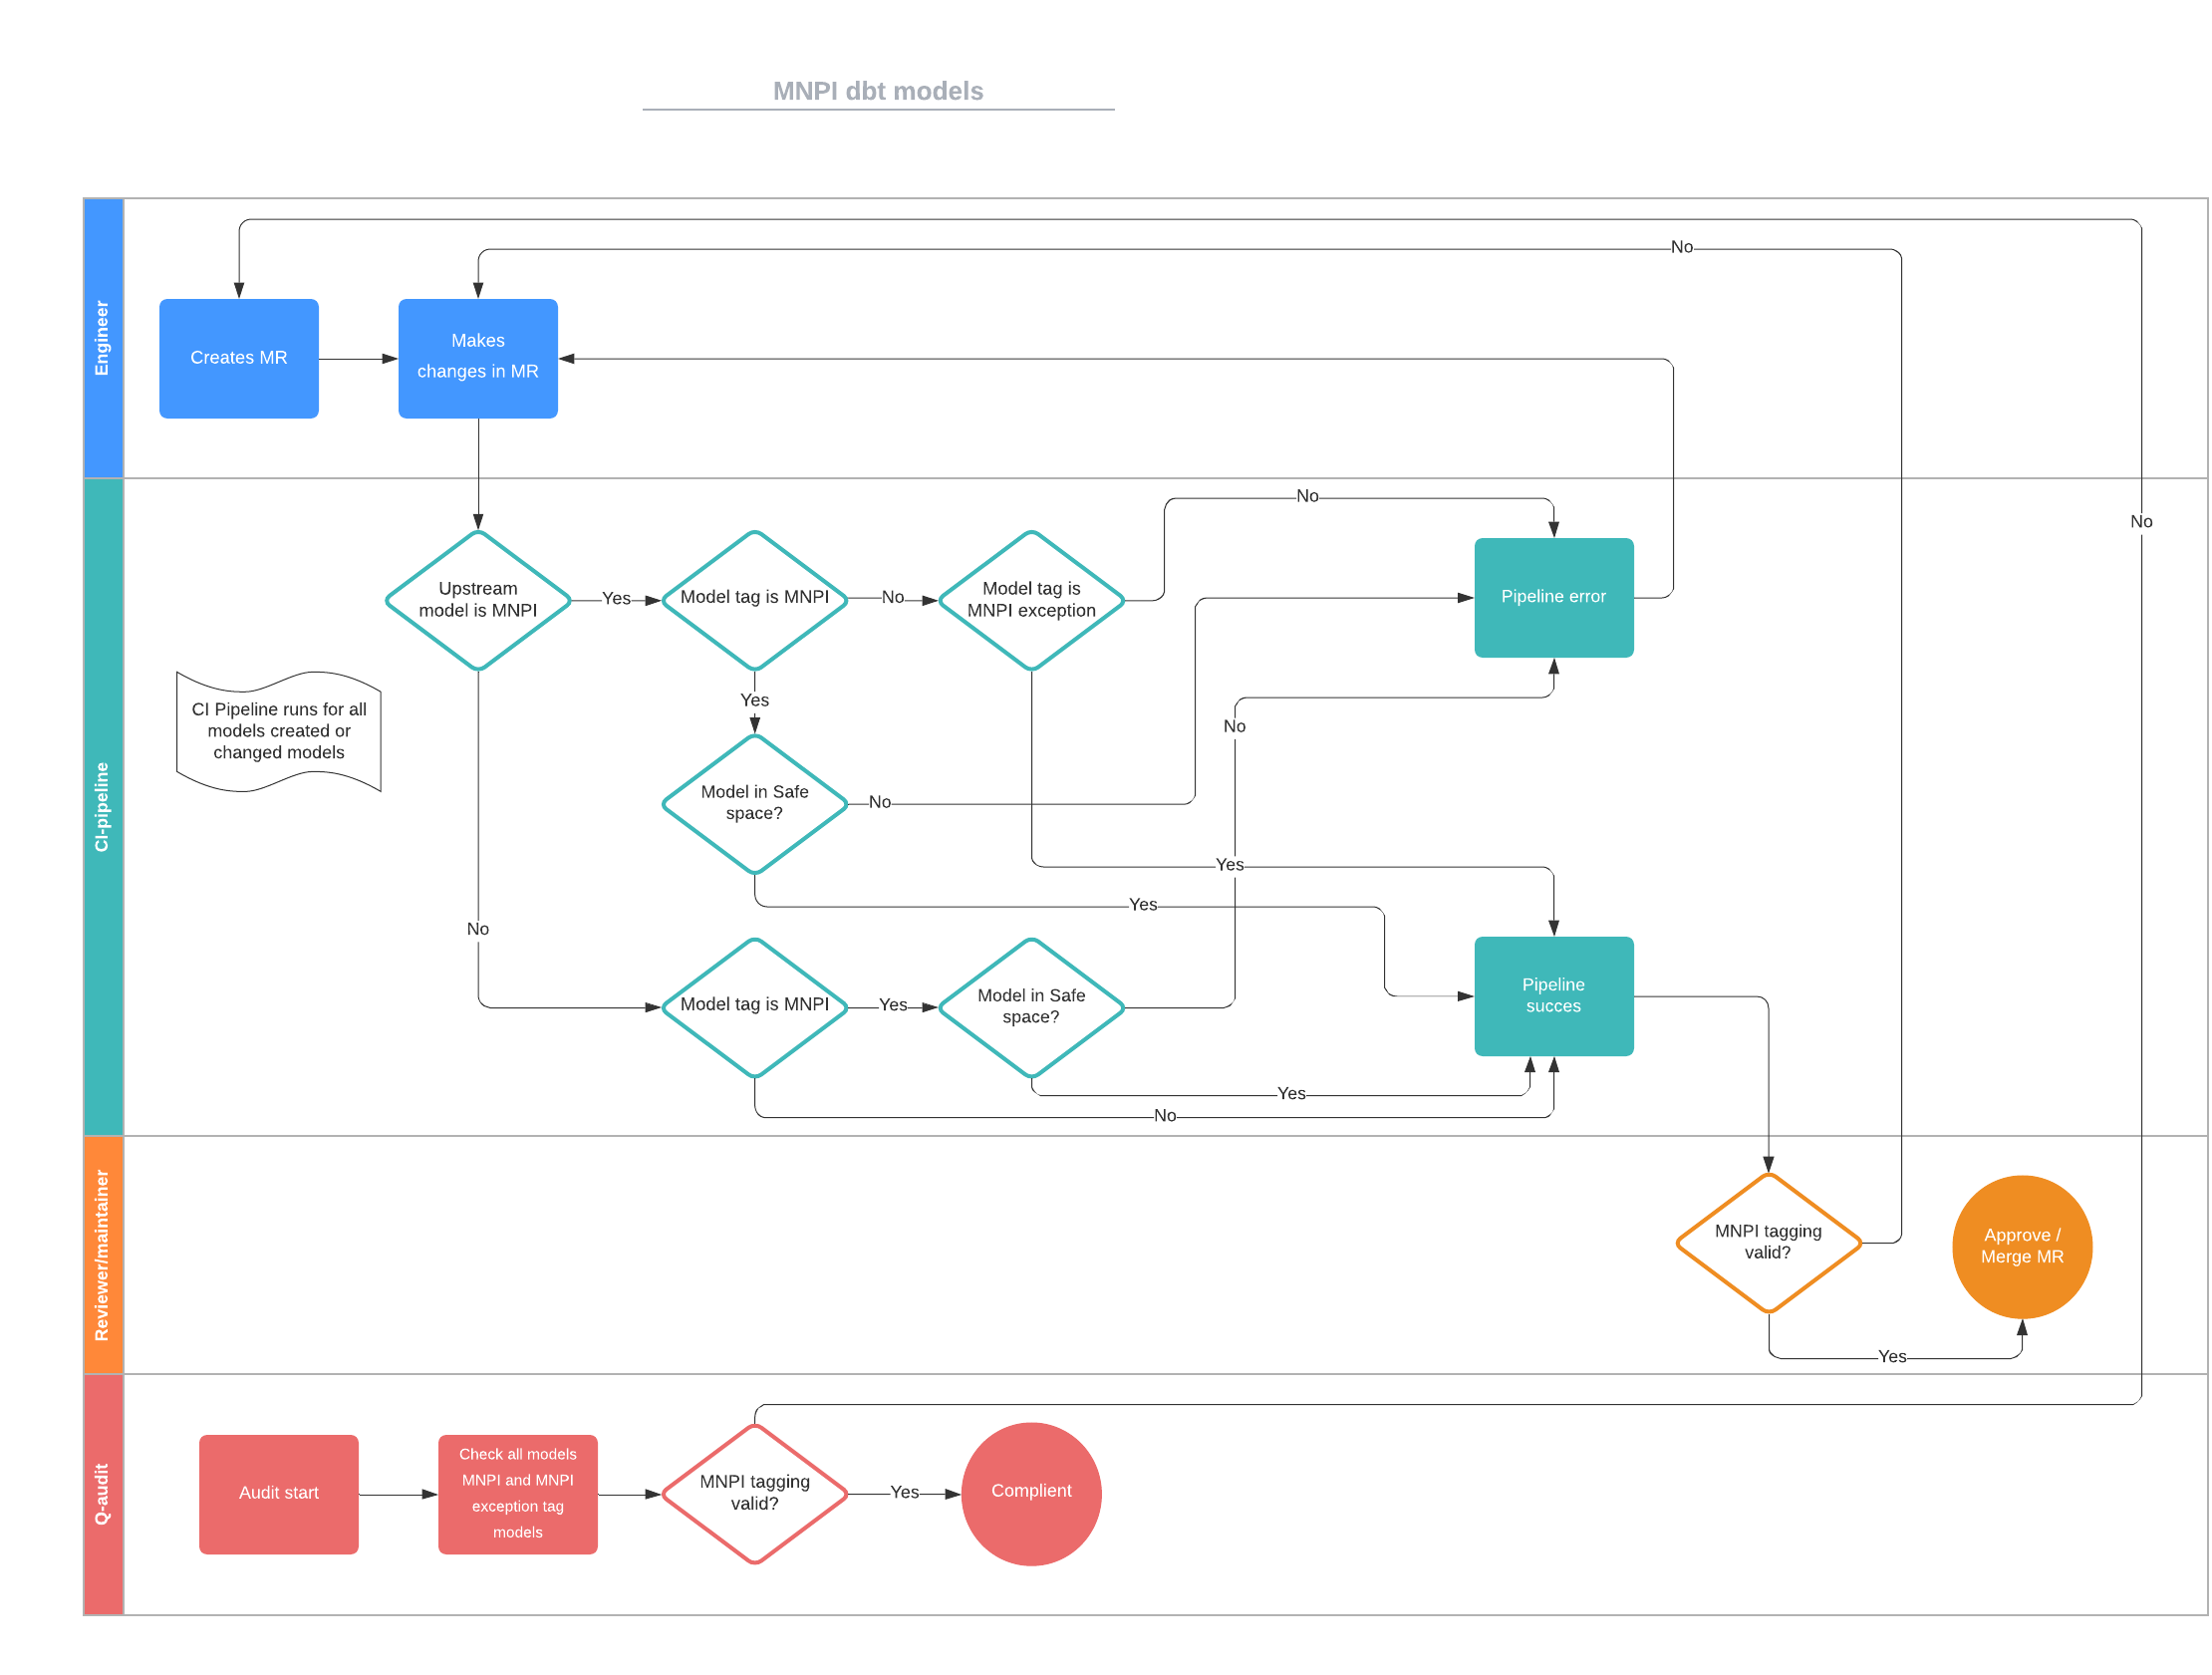 MNPI dbt models
Engineer
No
Creates MR
Makes
changes in MR
CI-pipeline
No
No
Upstream
model is MNPI
Yes
Model tag is MNPI
No
Model tag is
MNPI exception
Pipeline error
CI Pipeline runs for all
models created or
changed models
Yes
No
Model in Safe
space?
No
Yes
Yes
No
Model tag is MNPI
Yes
Model in Safe
space?
Pipeline
succes
Yes
No
Reviewer/maintainer
MNPI tagging
valid?
Approve /
Merge MR
Yes
Q-audit
Audit start
Check all models
MNPI and MNPI
exception tag
models
MNPI tagging
valid?
Yes
Complient